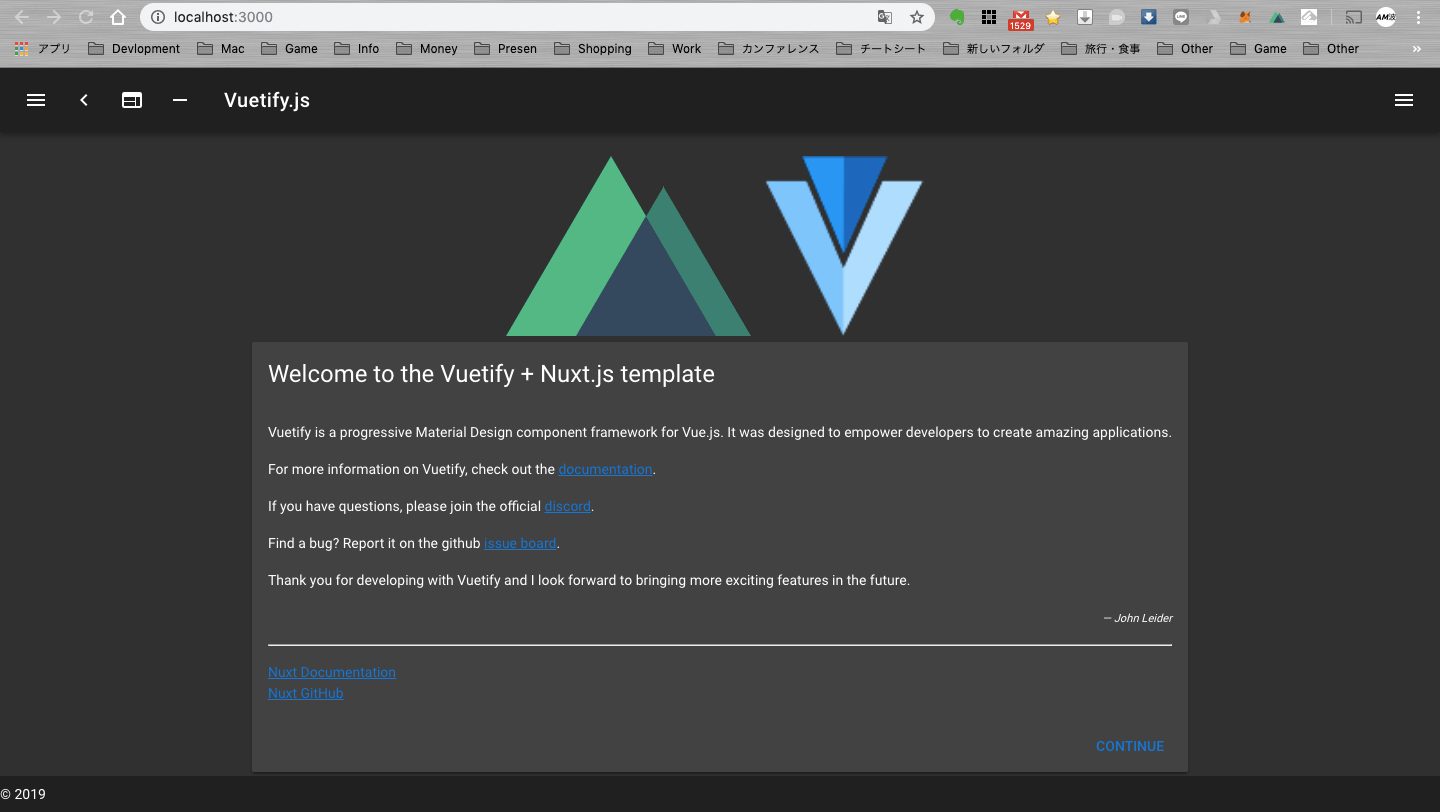 localhost:3000
1529
AM波
アプリ Devlopment Mac Game Info Money Presen Shopping Work カンファレンス チートシート 新しいフォルダ 旅行・食事 Other Game Other »
Vuetify.js
Welcome to the Vuetify + Nuxt.js template
Vuetify is a progressive Material Design component framework for Vue.js. It was designed to empower developers to create amazing applications.
For more information on Vuetify, check out the documentation.
If you have questions, please join the official discord.
Find a bug? Report it on the github issue board.
Thank you for developing with Vuetify and I look forward to bringing more exciting features in the future.
— John Leider
Nuxt Documentation
Nuxt GitHub
CONTINUE
© 2019